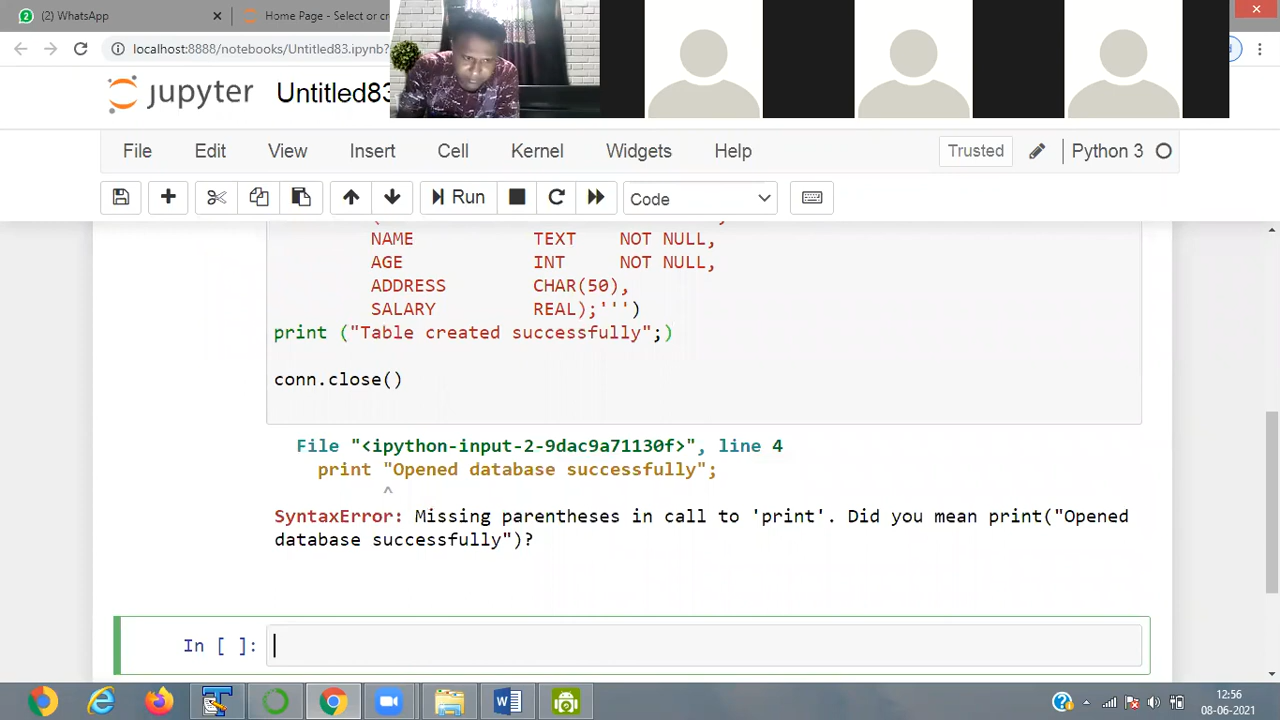 (2) WhatsApp
Home Page - Select or cr
localhost:8888/notebooks/Untitled83.ipynb?
jupyter
Untitled83
File Edit View Insert Cell Kernel Widgets Help
Trusted
Python 3
Run
Code
NAME TEXT NOT NULL,
AGE INT NOT NULL,
ADDRESS CHAR(50),
SALARY REAL);''')
print ("Table created successfully";)
conn.close()
File "<ipython-input-2-9dac9a71130f>", line 4
print "Opened database successfully";
^
SyntaxError: Missing parentheses in call to 'print'. Did you mean print("Opened
database successfully")?
In [ ]:
12:56
08-06-2021